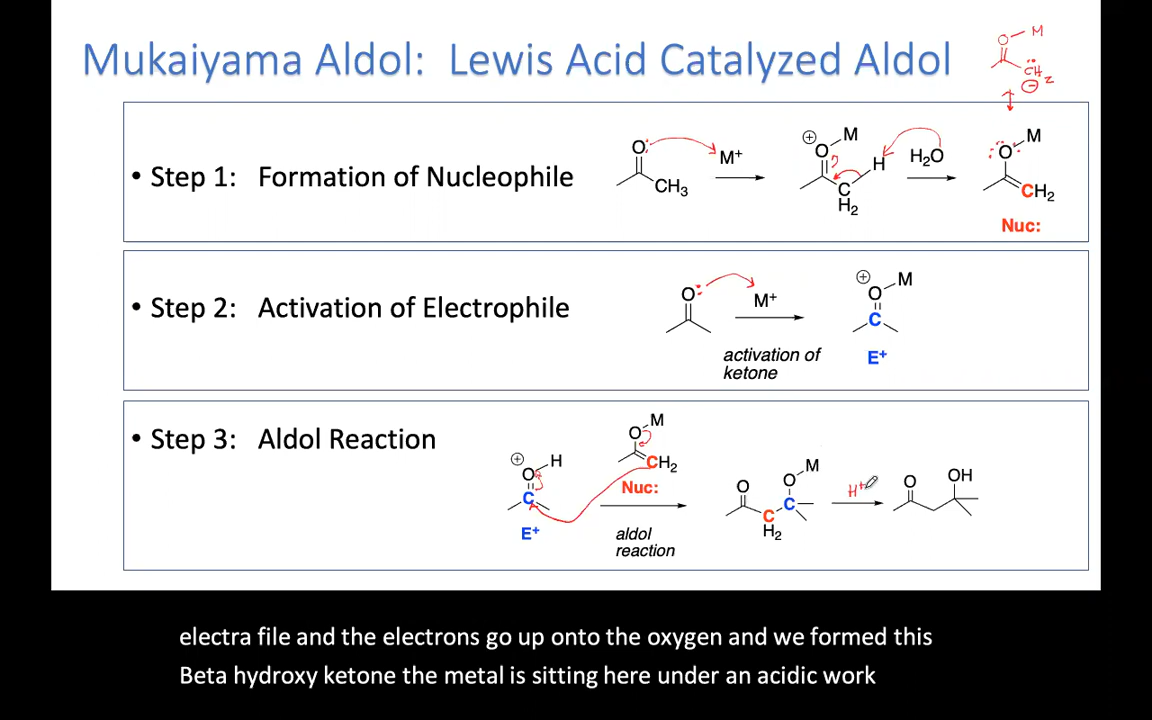 Mukaiyama Aldol: Lewis Acid Catalyzed Aldol
O M
CH2
⊖
• Step 1: Formation of Nucleophile
O
CH3
M+
⊕
O M
H
C
H2
H2O
O M
CH2
Nuc:
• Step 2: Activation of Electrophile
O
M+
activation of
ketone
⊕
O M
C
E+
• Step 3: Aldol Reaction
⊕
O H
C
E+
O M
CH2
Nuc:
aldol
reaction
O
O M
C
C
H2
H+
O
OH
electra file and the electrons go up onto the oxygen and we formed this
Beta hydroxy ketone the metal is sitting here under an acidic work